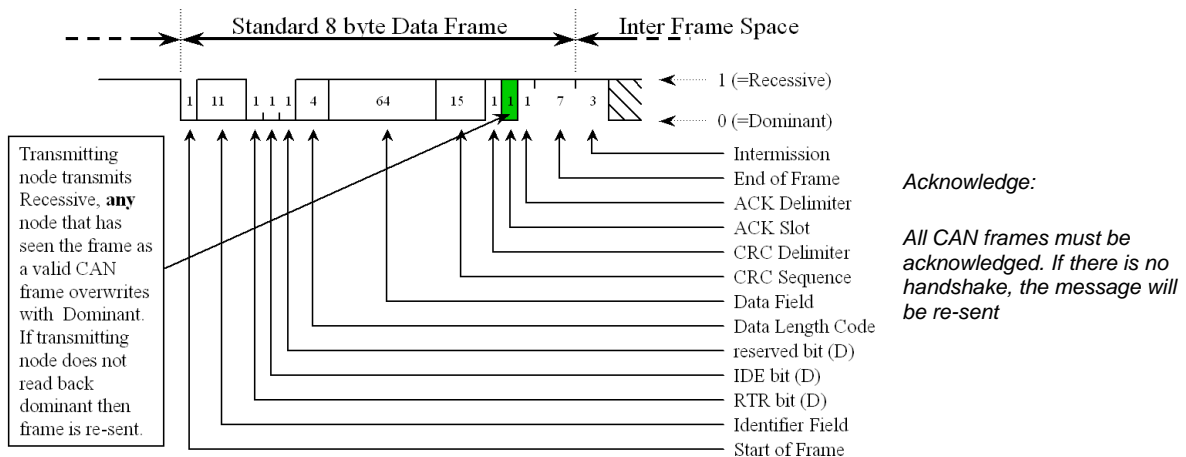 Standard 8 byte Data Frame
Inter Frame Space
1 (=Recessive)
1 11 1 1 1 4 64 15 1 1 1 7 3
0 (=Dominant)
Transmitting
node transmits
Recessive, any
node that has
seen the frame as
a valid CAN
frame overwrites
with Dominant.
If transmitting
node does not
read back
dominant then
frame is re-sent.
Intermission
End of Frame
ACK Delimiter
ACK Slot
CRC Delimiter
CRC Sequence
Data Field
Data Length Code
reserved bit (D)
IDE bit (D)
RTR bit (D)
Identifier Field
Start of Frame
Acknowledge:
All CAN frames must be
acknowledged. If there is no
handshake, the message will
be re-sent